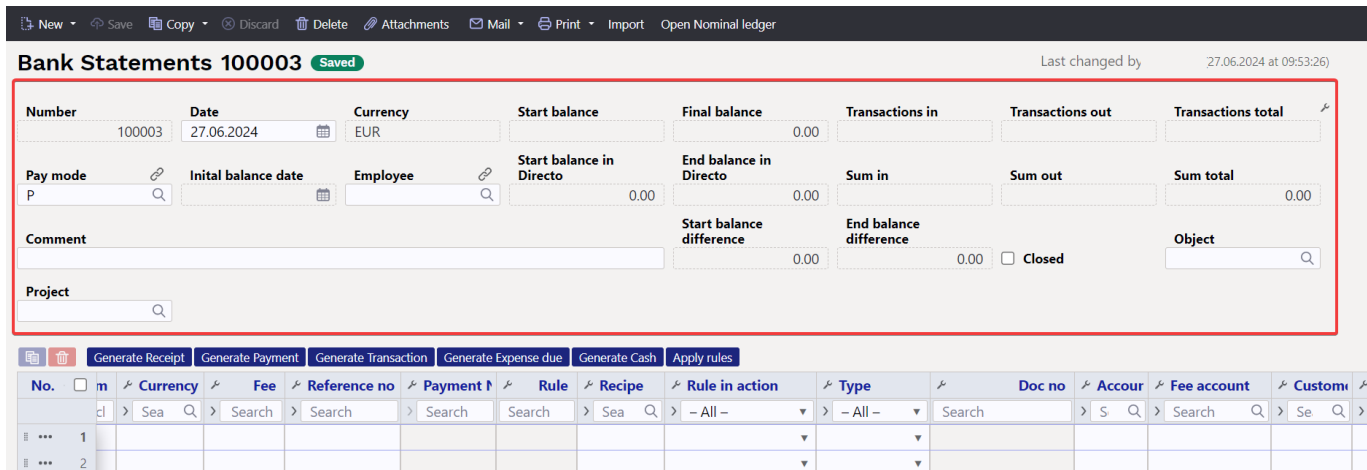 New Save Copy Discard Delete Attachments Mail Print Import Open Nominal ledger
Bank Statements 100003 Saved Last changed by 27.06.2024 at 09:53:26)
Number Date Currency Start balance Final balance Transactions in Transactions out Transactions total
100003 27.06.2024 EUR 0.00
Pay mode Inital balance date Employee Start balance in Directo End balance in Directo Sum in Sum out Sum total
P 0.00 0.00 0.00
Comment Start balance difference End balance difference Closed Object
0.00 0.00
Project
Generate Receipt Generate Payment Generate Transaction Generate Expense due Generate Cash Apply rules
No. m Currency Fee Reference no Payment Rule Recipe Rule in action Type Doc no Accour Fee account Custome
cl Sea Search Search Search Search Sea – All – – All – Search S Search Se
1
2